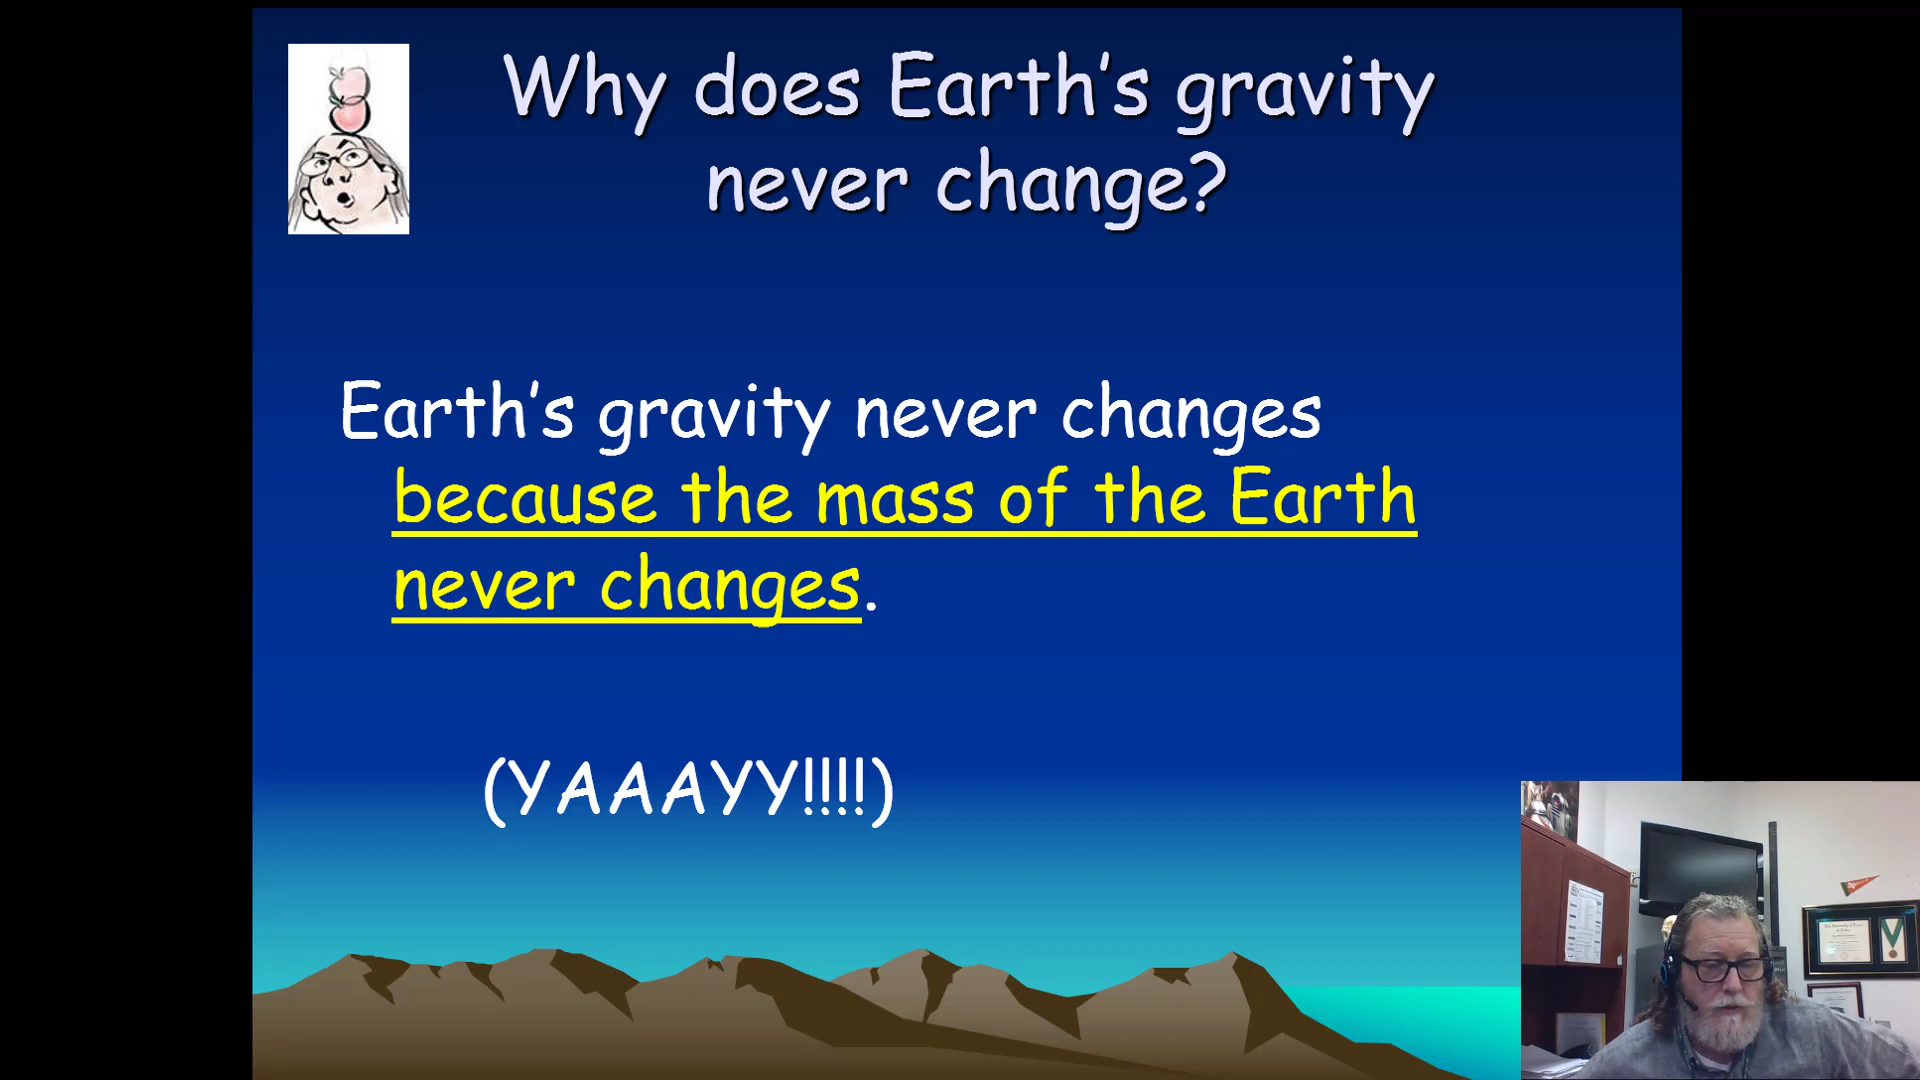 Why does Earth’s gravity
never change?
Earth’s gravity never changes
because the mass of the Earth
never changes.
(YAAAYY!!!!)